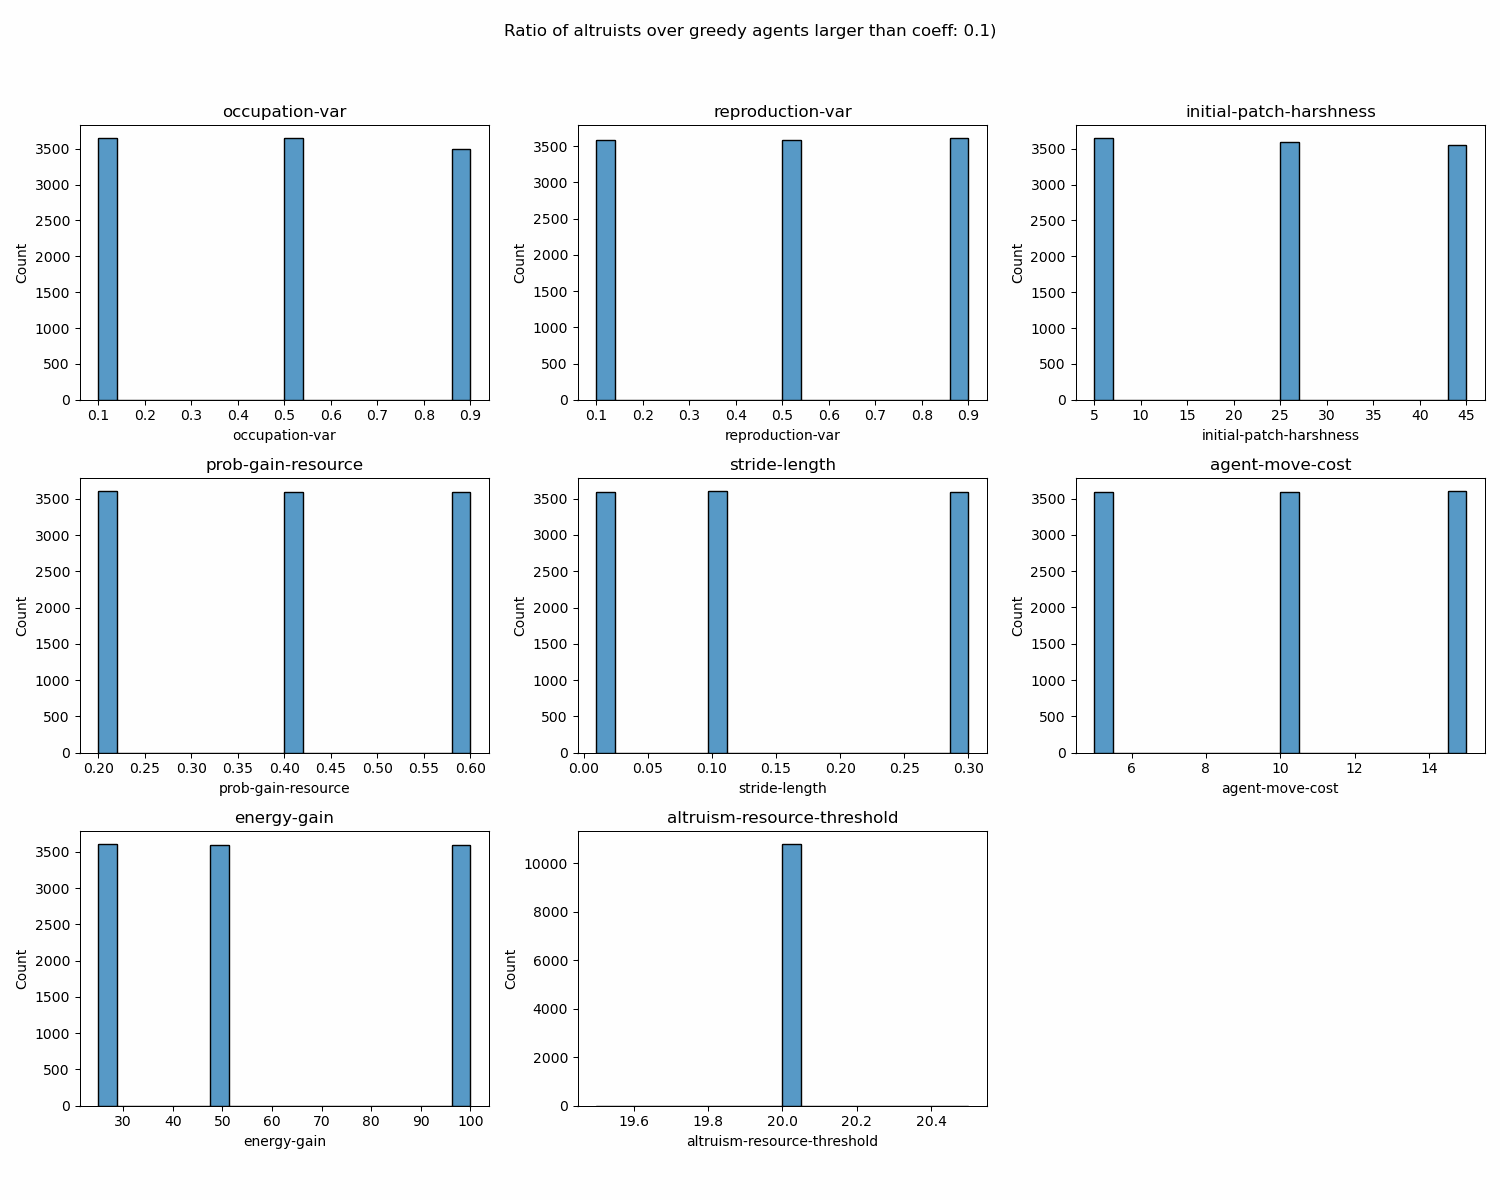 Ratio of altruists over greedy agents larger than coeff: 0.1)
occupation-var
Count
3500
3000
2500
2000
1500
1000
500
0
0.1 0.2 0.3 0.4 0.5 0.6 0.7 0.8 0.9
occupation-var
reproduction-var
Count
3500
3000
2500
2000
1500
1000
500
0
0.1 0.2 0.3 0.4 0.5 0.6 0.7 0.8 0.9
reproduction-var
initial-patch-harshness
Count
3500
3000
2500
2000
1500
1000
500
0
5 10 15 20 25 30 35 40 45
initial-patch-harshness
prob-gain-resource
Count
3500
3000
2500
2000
1500
1000
500
0
0.20 0.25 0.30 0.35 0.40 0.45 0.50 0.55 0.60
prob-gain-resource
stride-length
Count
3500
3000
2500
2000
1500
1000
500
0
0.00 0.05 0.10 0.15 0.20 0.25 0.30
stride-length
agent-move-cost
Count
3500
3000
2500
2000
1500
1000
500
0
6 8 10 12 14
agent-move-cost
energy-gain
Count
3500
3000
2500
2000
1500
1000
500
0
30 40 50 60 70 80 90 100
energy-gain
altruism-resource-threshold
Count
10000
8000
6000
4000
2000
0
19.6 19.8 20.0 20.2 20.4
altruism-resource-threshold